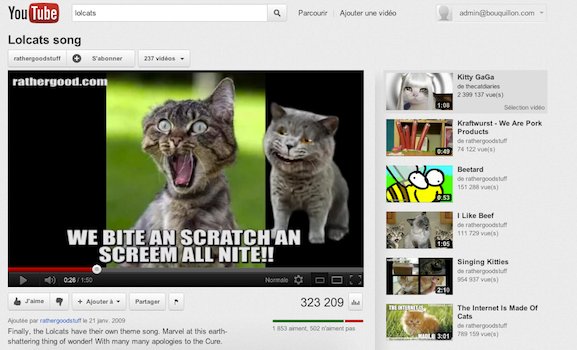 YouTube
lolcats
Parcourir
Ajouter une vidéo
admin@bouquillon.com
Lolcats song
rathergoodstuff
S'abonner
237 vidéos
rathergood.com
WE BITE AN SCRATCH AN
SCREEM ALL NITE!!
0:26 / 1:50
Normale
J'aime
+ Ajouter à
Partager
323 209
Ajoutée par rathergoodstuff le 21 janv. 2009
1 853 aiment, 502 n'aiment pas
Finally, the Lolcats have their own theme song. Marvel at this earth-
shattering thing of wonder! With many many apologies to the Cure.
1:08
Kitty GaGa
de thecatdiaries
2 399 137 vue(s)
Sélection vidéo
0:49
Kraftwurst - We Are Pork
Products
de rathergoodstuff
74 122 vue(s)
0:53
Beetard
de rathergoodstuff
151 288 vue(s)
1:05
I Like Beef
de rathergoodstuff
111 729 vue(s)
2:10
Singing Kitties
de rathergoodstuff
954 937 vue(s)
THE INTERNET IS
3:01
The Internet Is Made Of
Cats
de rathergoodstuff
789 159 vue(s)